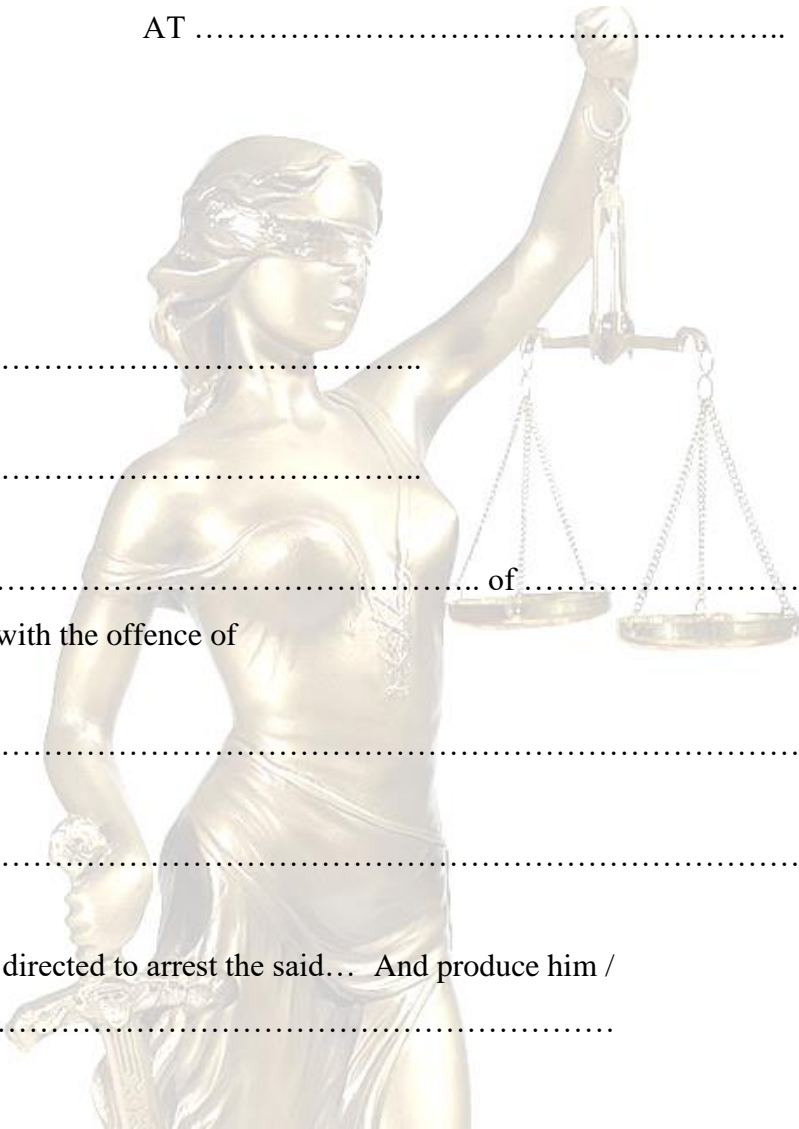 AT ………………………………………………..
…………………………………..
…………………………………..
……………………………………….. of ………………………
with the offence of
……………………………………………………………………
……………………………………………………………………
directed to arrest the said… And produce him /
……………………………………………………